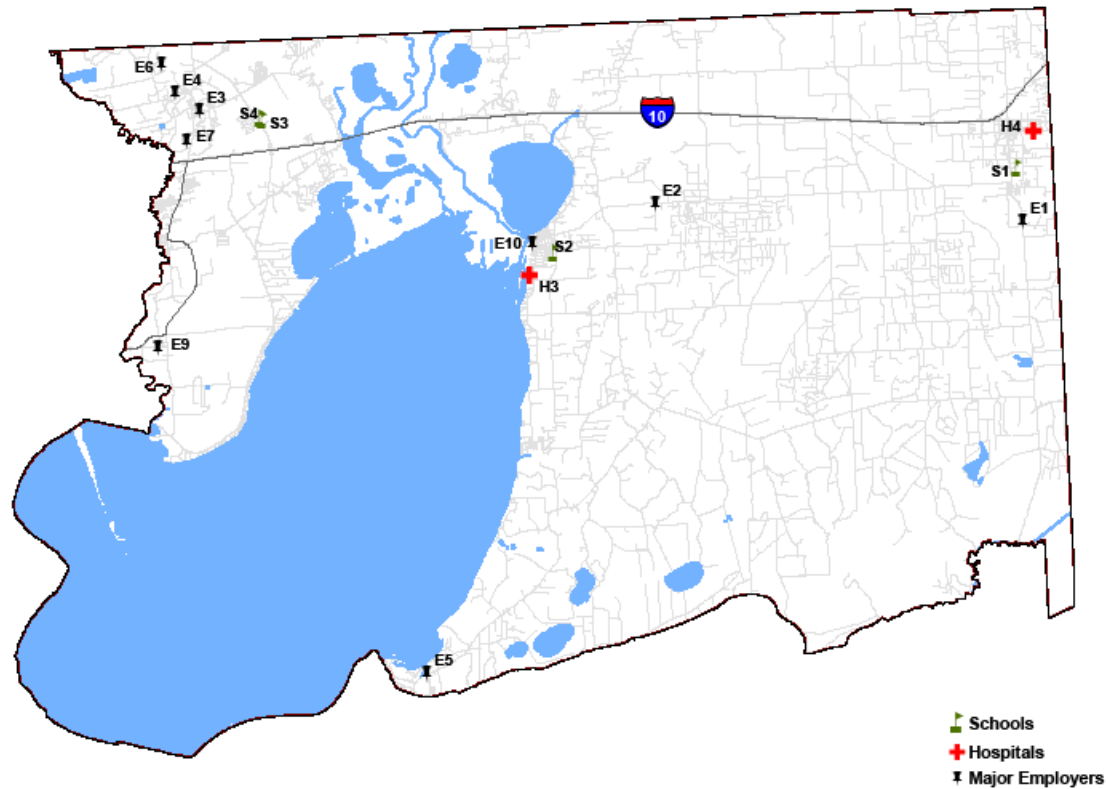 E6
E4
E3
S4
S3
E7
10
H4
S1
E1
E2
E10
S2
H3
E9
E5
Schools
Hospitals
Major Employers